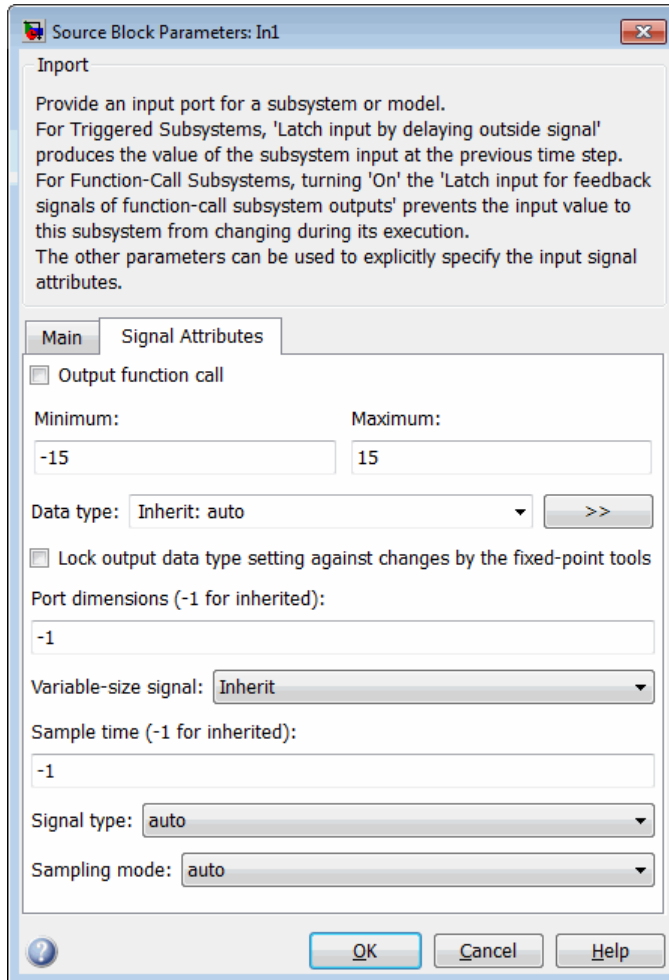 Source Block Parameters: In1
Inport
Provide an input port for a subsystem or model.
For Triggered Subsystems, 'Latch input by delaying outside signal'
produces the value of the subsystem input at the previous time step.
For Function-Call Subsystems, turning 'On' the 'Latch input for feedback
signals of function-call subsystem outputs' prevents the input value to
this subsystem from changing during its execution.
The other parameters can be used to explicitly specify the input signal
attributes.
Main Signal Attributes
Output function call
Minimum: Maximum:
-15 15
Data type: Inherit: auto >>
Lock output data type setting against changes by the fixed-point tools
Port dimensions (-1 for inherited):
-1
Variable-size signal: Inherit
Sample time (-1 for inherited):
-1
Signal type: auto
Sampling mode: auto
? OK Cancel Help